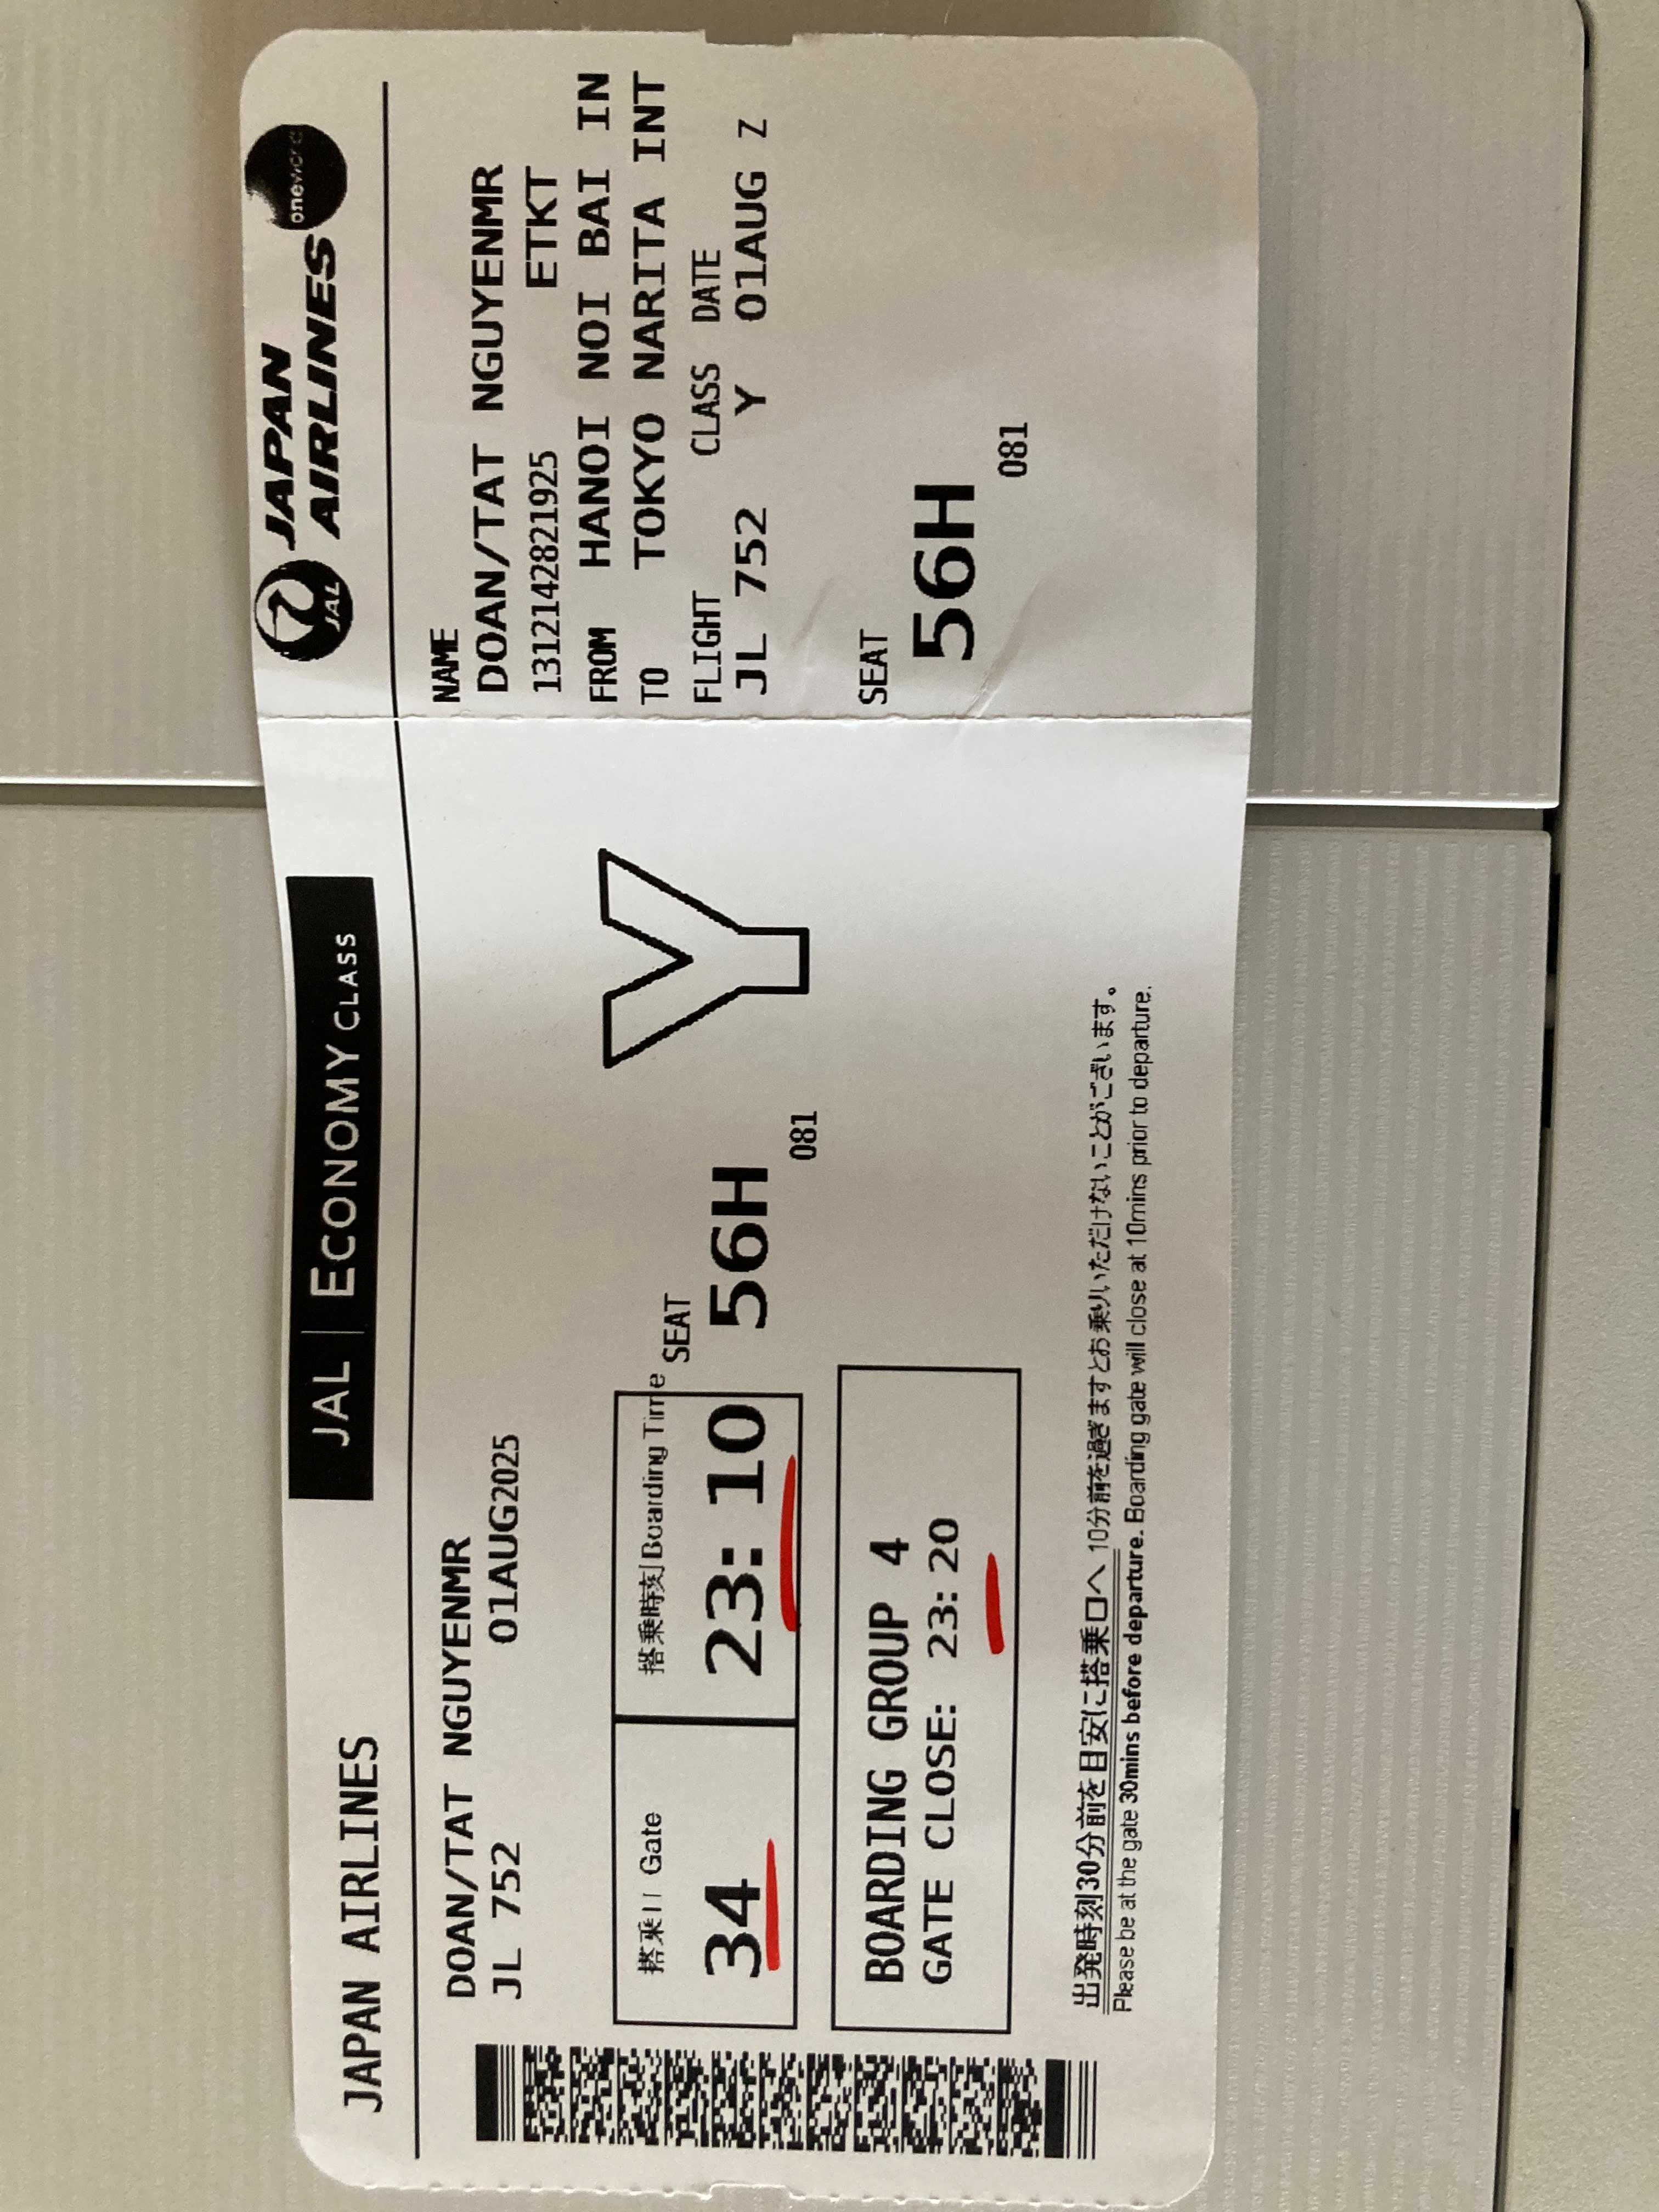 JAPAN AIRLINES
JAL | ECONOMY CLASS
DOAN/TAT NGUYENMR
JL 752 01AUG2025
搭乗口 Gate
34
搭乗時刻 Boarding Time
23:10
SEAT
56H
081
Y
BOARDING GROUP 4
GATE CLOSE: 23:20
出発時刻30分前を目安に搭乗口へ 10分前を過ぎますとお乗りいただけないことがございます。
Please be at the gate 30mins before departure. Boarding gate will close at 10mins prior to departure.
JAL JAPAN AIRLINES oneworld
NAME
DOAN/TAT NGUYENMR
1312142821925 ETKT
FROM HANOI NOI BAI IN
TO TOKYO NARITA INT
FLIGHT CLASS DATE
JL 752 Y 01AUG Z
SEAT
56H
081